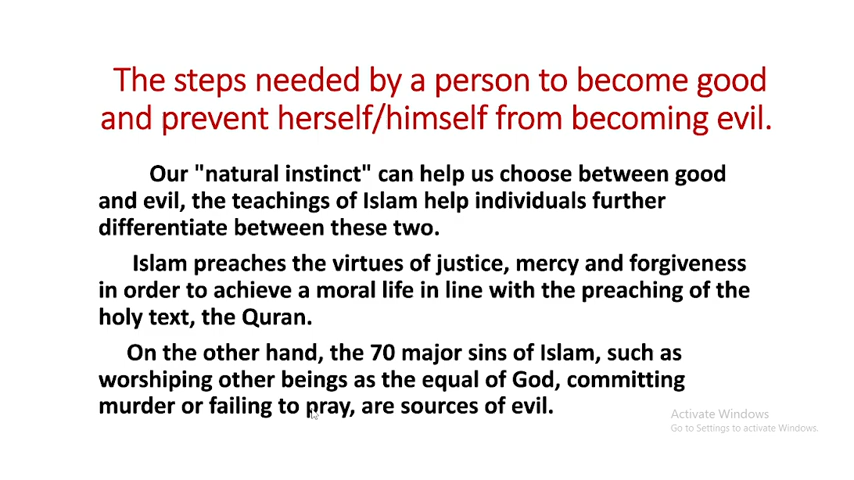 The steps needed by a person to become good
and prevent herself/himself from becoming evil.
Our "natural instinct" can help us choose between good
and evil, the teachings of Islam help individuals further
differentiate between these two.
Islam preaches the virtues of justice, mercy and forgiveness
in order to achieve a moral life in line with the preaching of the
holy text, the Quran.
On the other hand, the 70 major sins of Islam, such as
worshiping other beings as the equal of God, committing
murder or failing to pray, are sources of evil.
Activate Windows
Go to Settings to activate Windows.